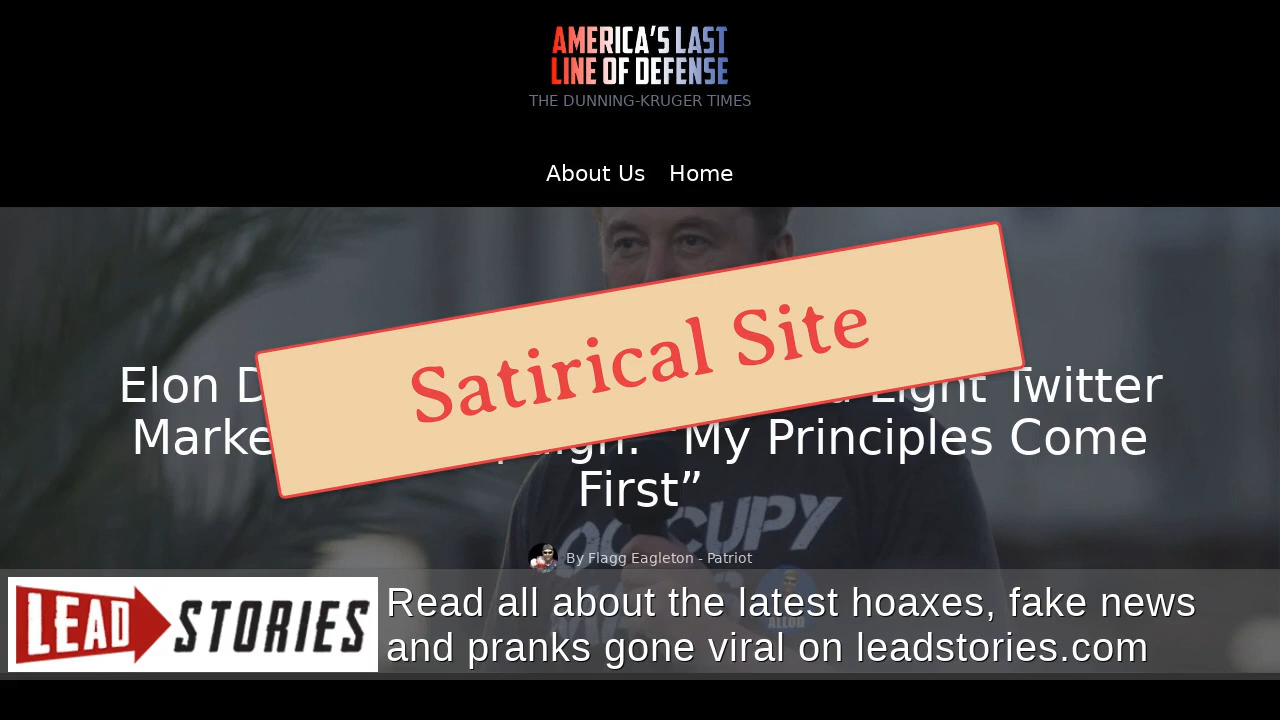 AMERICA'S LAST
LINE OF DEFENSE
THE DUNNING-KRUGER TIMES
About Us Home
Satirical Site
Elon Light Twitter
“My Principles Come
First”
OCCUPY
By Flagg Eagleton - Patriot
LEAD STORIES
Read all about the latest hoaxes, fake news
and pranks gone viral on leadstories.com